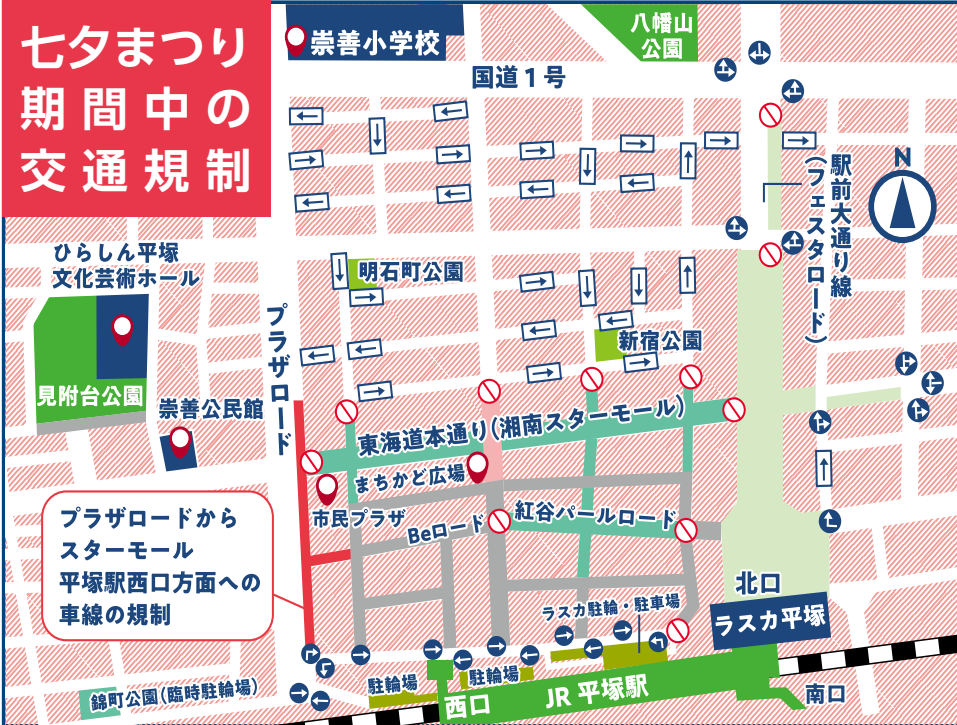 七夕まつり
期間中の
交通規制
崇善小学校
八幡山
公園
国道1号
N
駅前大通り線
(フェスタロード)
ひらしん平塚
文化芸術ホール
明石町公園
プラザロード
新宿公園
見附台公園
崇善公民館
東海道本通り(湘南スターモール)
まちかど広場
市民プラザ
Beロード
紅谷パールロード
プラザロードから
スターモール
平塚駅西口方面への
車線の規制
北口
ラスカ平塚
ラスカ駐輪・駐車場
駐輪場
駐輪場
錦町公園(臨時駐輪場)
西口
JR 平塚駅
南口